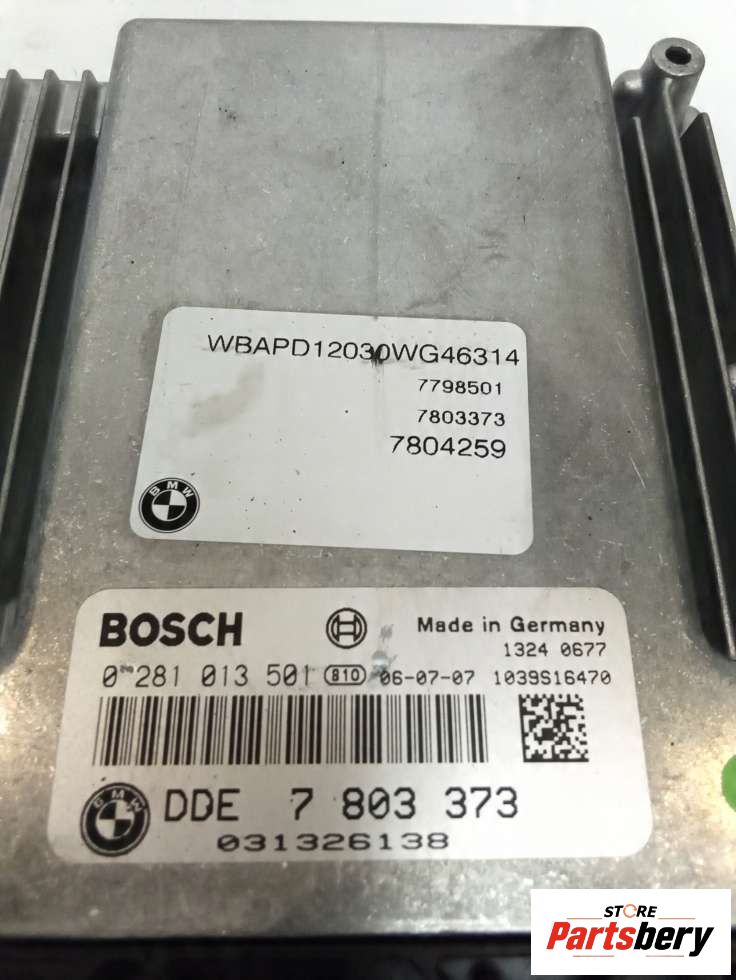 WBAPD12030WG46314
7798501
7803373
7804259
BMW
BOSCH
Made in Germany
1324 0677
0 281 013 501 810 06-07-07 1039S16470
BMW DDE 7 803 373
031326138
STORE
Partsbery